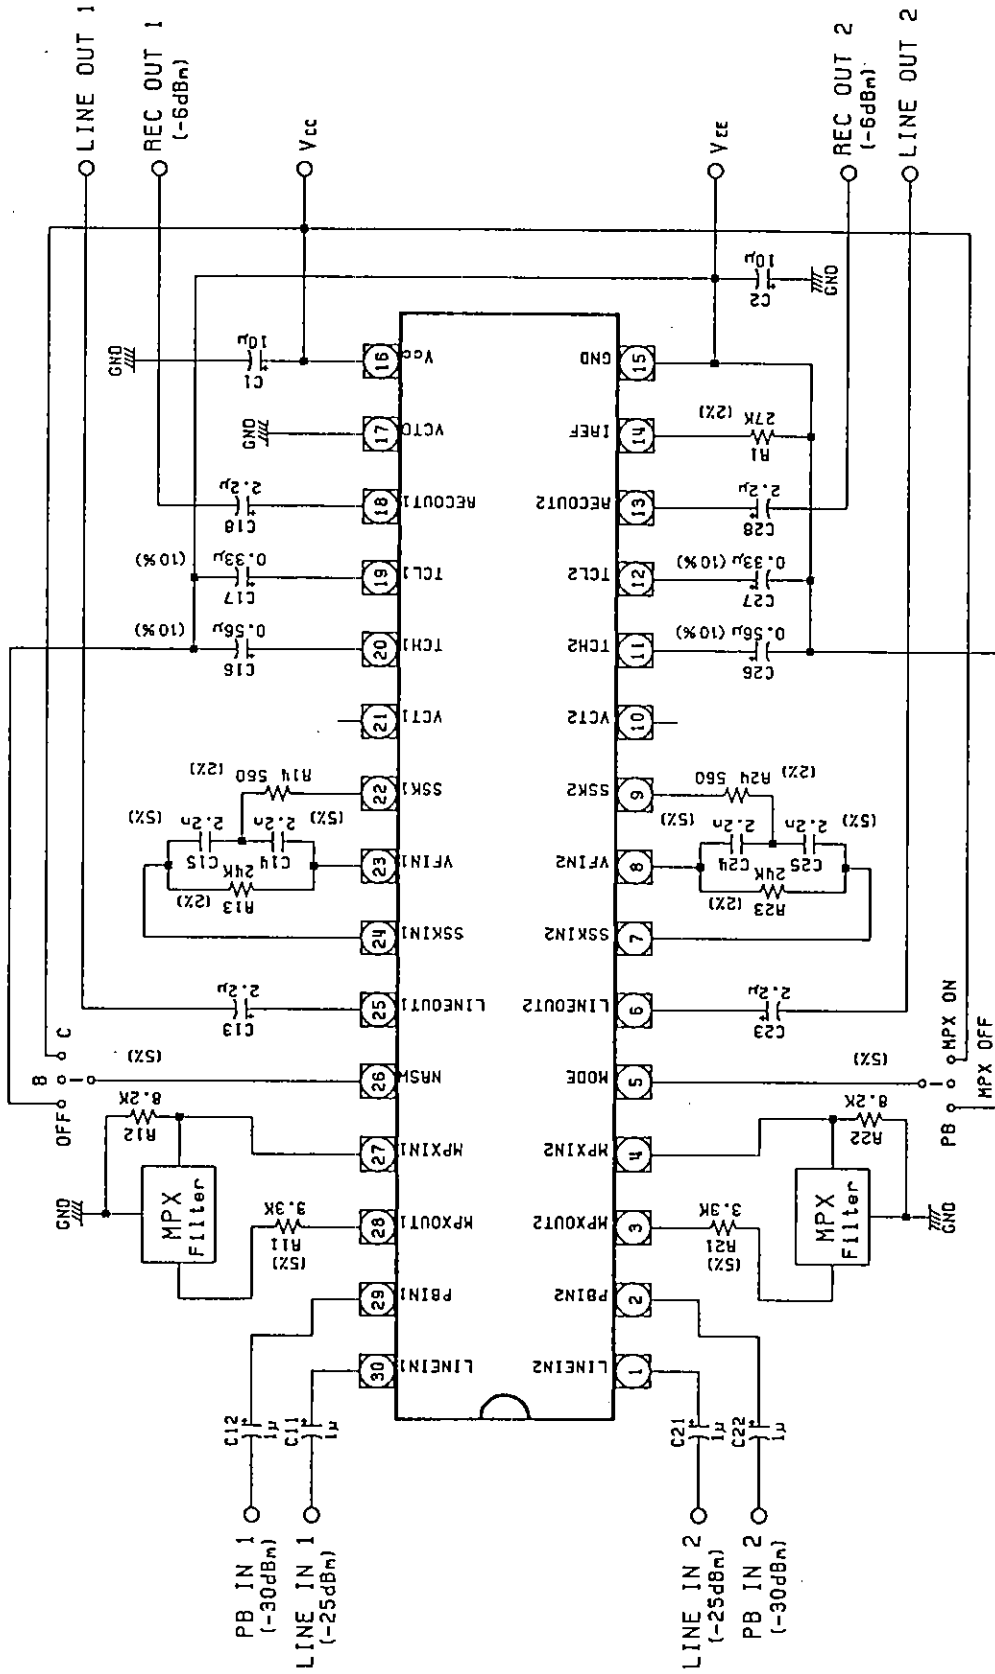 LINE OUT 1
REC OUT 1
(-6dBm)
Vcc
VEE
REC OUT 2
(-6dBm)
LINE OUT 2
GND
10µ
C1
GND
2.2µ
C18
(10%)
0.33µ
C17
(10%)
0.56µ
C16
R14 560
(2%)
(5%)
2.2n
C15
(5%)
2.2n
C14
24K
R13
(2%)
2.2µ
C13
C
B
OFF
(5%)
8.2K
R12
GND
MPX
Filter
3.3K
R11
(5%)
C12
1µ
C11
1µ
PB IN 1
(-30dBm)
LINE IN 1
(-25dBm)
16
17
18
19
20
21
22
23
24
25
26
27
28
29
30
Vcc
VCTO
RECOUT1
TCL1
TCH1
VCT1
SSK1
VFIN1
SSKIN1
LINEOUT1
NRSW
MPXIN1
MPXOUT1
PBIN1
LINEIN1
GND
IREF
RECOUT2
TCL2
TCH2
VCT2
SSK2
VFIN2
SSKIN2
LINEOUT2
MODE
MPXIN2
MPXOUT2
PBIN2
LINEIN2
15
14
13
12
11
10
9
8
7
6
5
4
3
2
1
10µ
C2
GND
(2%)
27K
R1
2.2µ
C28
(10%)
0.33µ
C27
(10%)
0.56µ
C26
R24 560
(2%)
(5%)
2.2n
C24
(5%)
2.2n
C25
24K
R23
(2%)
2.2µ
C23
(5%)
8.2K
R22
PB
MPX ON
MPX OFF
GND
MPX
Filter
3.3K
R21
(5%)
C21
1µ
C22
1µ
LINE IN 2
(-25dBm)
PB IN 2
(-30dBm)